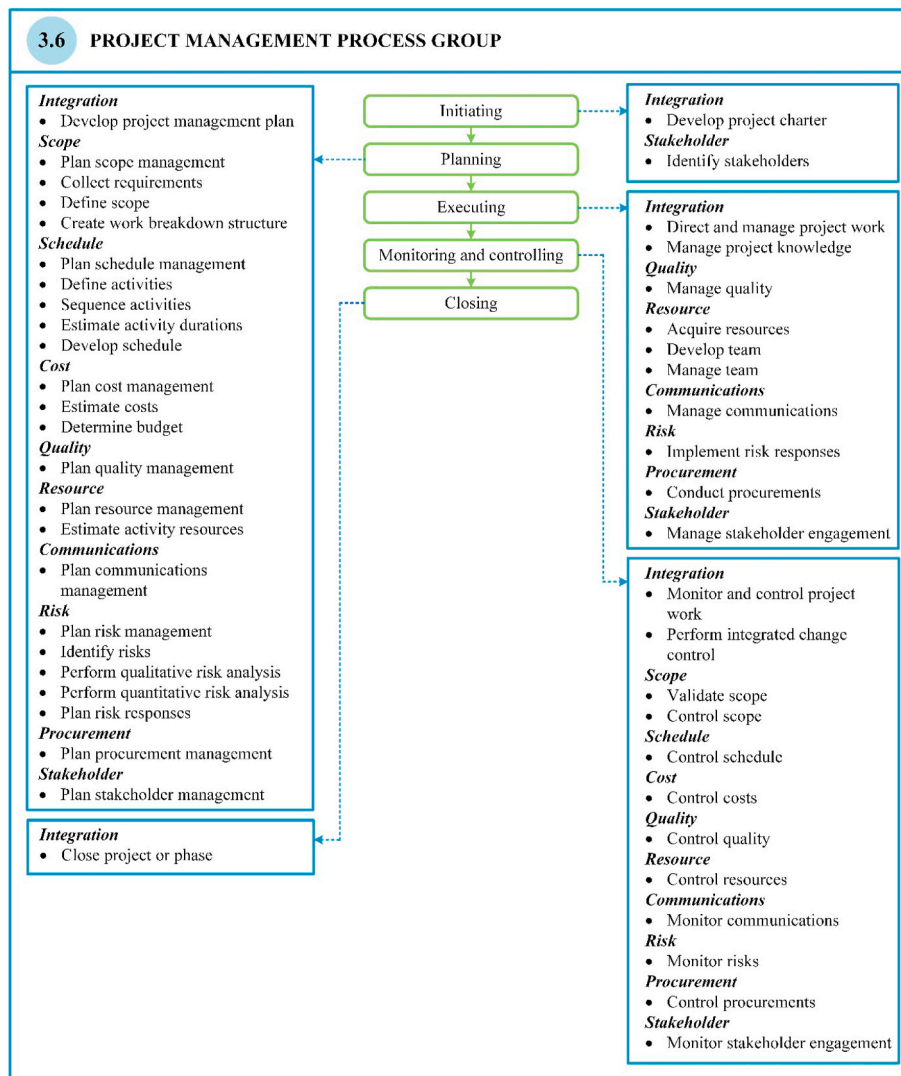 3.6 PROJECT MANAGEMENT PROCESS GROUP
Integration
• Develop project management plan
Scope
• Plan scope management
• Collect requirements
• Define scope
• Create work breakdown structure
Schedule
• Plan schedule management
• Define activities
• Sequence activities
• Estimate activity durations
• Develop schedule
Cost
• Plan cost management
• Estimate costs
• Determine budget
Quality
• Plan quality management
Resource
• Plan resource management
• Estimate activity resources
Communications
• Plan communications
management
Risk
• Plan risk management
• Identify risks
• Perform qualitative risk analysis
• Perform quantitative risk analysis
• Plan risk responses
Procurement
• Plan procurement management
Stakeholder
• Plan stakeholder management
Integration
• Close project or phase
Initiating
Planning
Executing
Monitoring and controlling
Closing
Integration
• Develop project charter
Stakeholder
• Identify stakeholders
Integration
• Direct and manage project work
• Manage project knowledge
Quality
• Manage quality
Resource
• Acquire resources
• Develop team
• Manage team
Communications
• Manage communications
Risk
• Implement risk responses
Procurement
• Conduct procurements
Stakeholder
• Manage stakeholder engagement
Integration
• Monitor and control project
work
• Perform integrated change
control
Scope
• Validate scope
• Control scope
Schedule
• Control schedule
Cost
• Control costs
Quality
• Control quality
Resource
• Control resources
Communications
• Monitor communications
Risk
• Monitor risks
Procurement
• Control procurements
Stakeholder
• Monitor stakeholder engagement